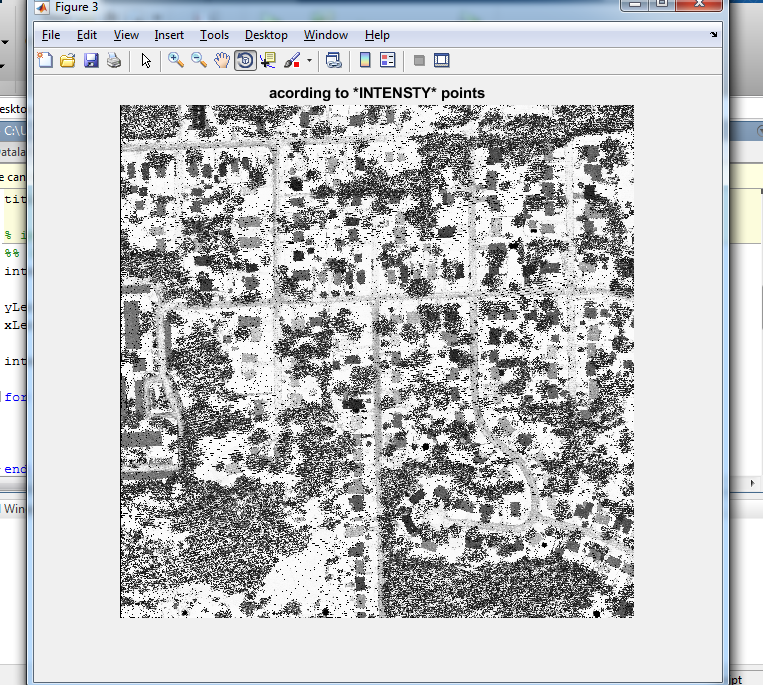 Figure 3
File Edit View Insert Tools Desktop Window Help
acording to *INTENSTY* points
eskto
C:\U
atala
e can
tit
% i
%%
int
yLe
xLe
int
for
end
Win
pt